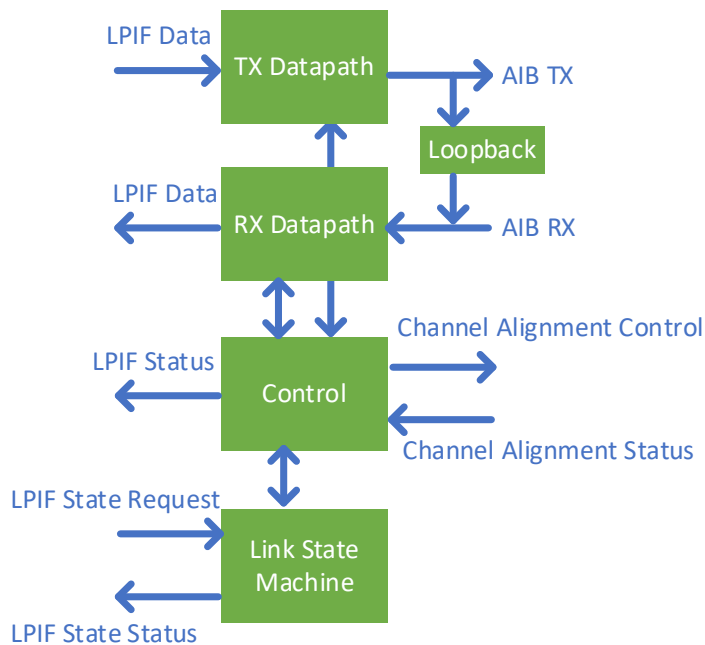 LPIF Data
TX Datapath
AIB TX
Loopback
LPIF Data
RX Datapath
AIB RX
Channel Alignment Control
LPIF Status
Control
Channel Alignment Status
LPIF State Request
Link State
Machine
LPIF State Status